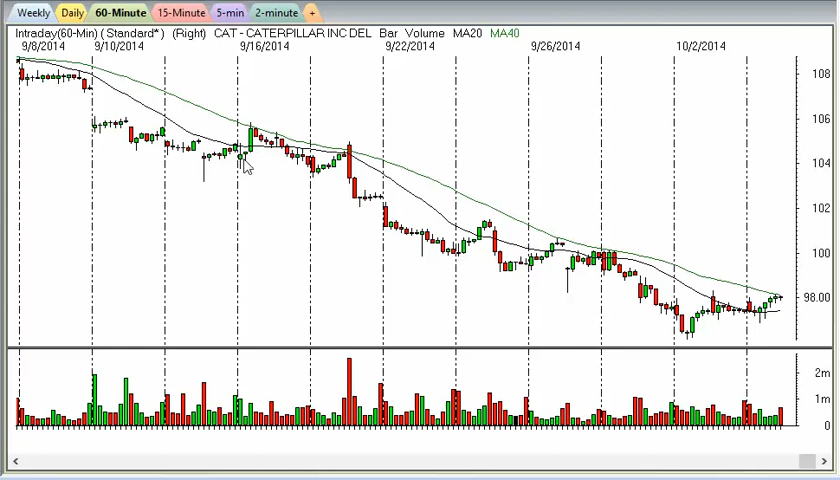 Weekly Daily 60-Minute 15-Minute 5-min 2-minute +
Intraday(60-Min) (Standard*) (Right) CAT - CATERPILLAR INC DEL Bar Volume MA20 MA40
9/8/2014 9/10/2014 9/16/2014 9/22/2014 9/26/2014 10/2/2014
108
106
104
102
100
98.00
2m
1m
0